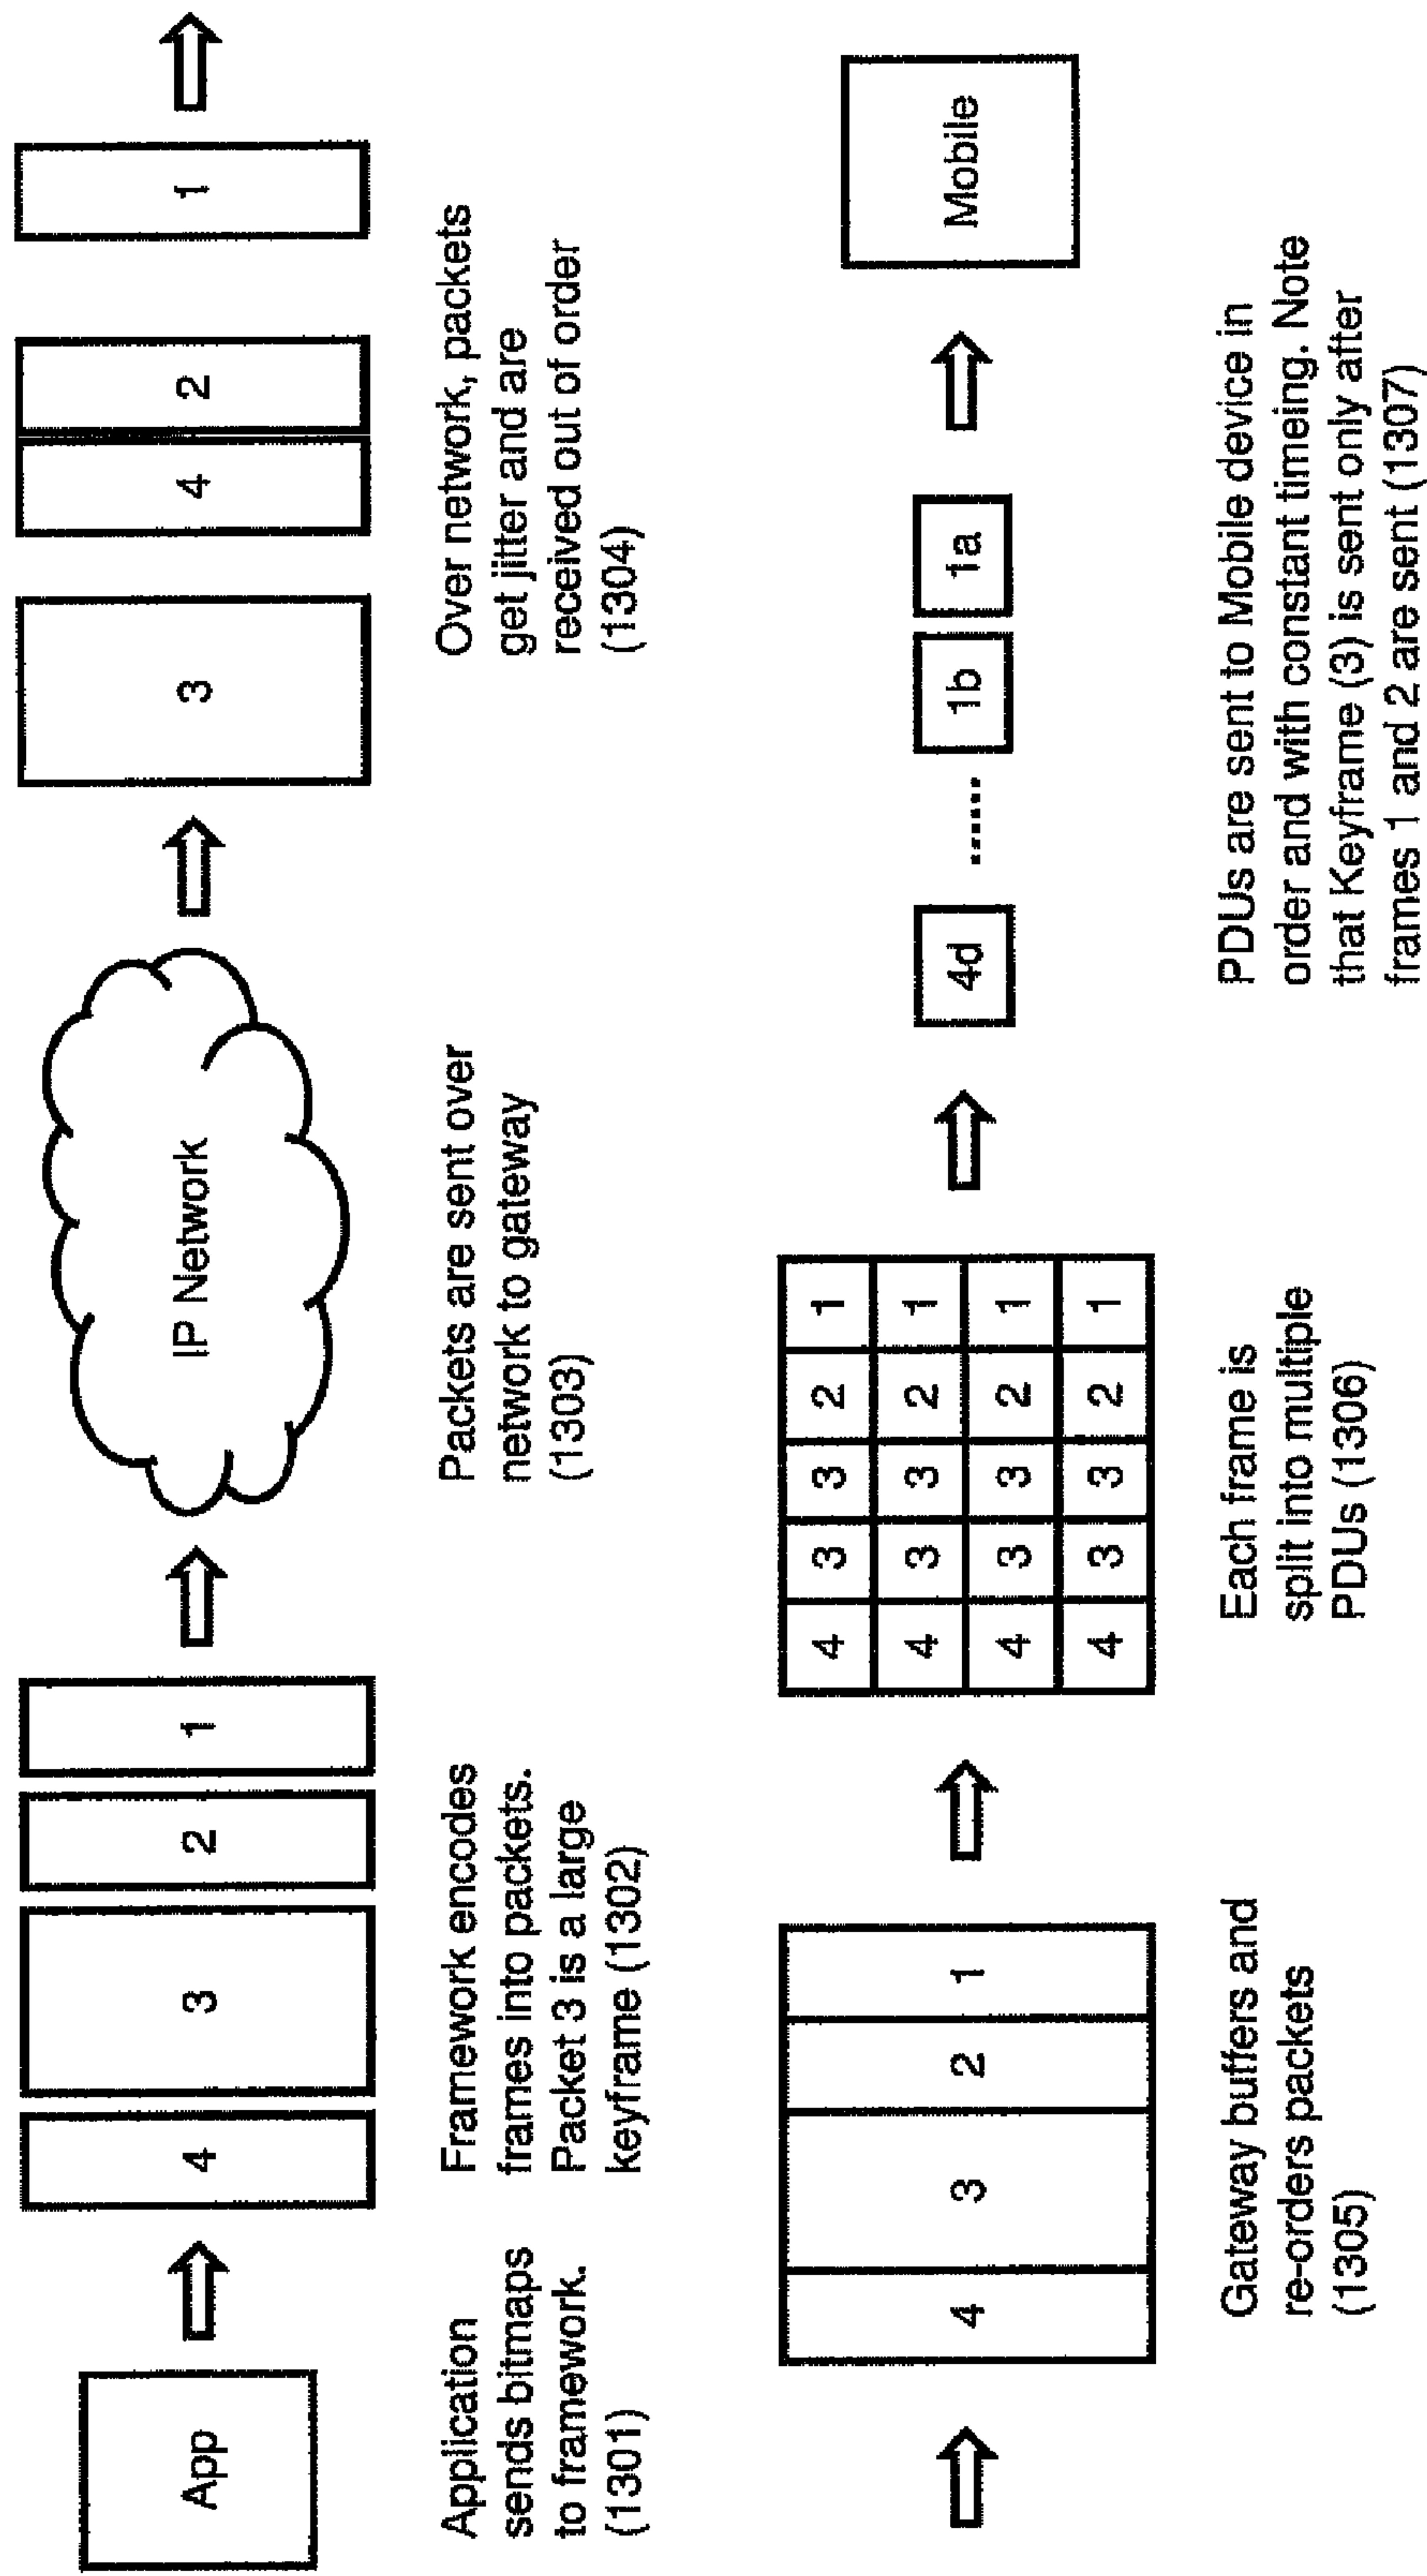 App
4
3
2
1
IP Network
3
4
2
1
Application
sends bitmaps
to framework.
(1301)
Framework encodes
frames into packets.
Packet 3 is a large
keyframe (1302)
Packets are sent over
network to gateway
(1303)
Over network, packets
get jitter and are
received out of order
(1304)
4
3
2
1
4 3 3 2 1
4 3 3 2 1
4 3 3 2 1
4 3 3 2 1
4d
......
1b
1a
Mobile
Gateway buffers and
re-orders packets
(1305)
Each frame is
split into multiple
PDUs (1306)
PDUs are sent to Mobile device in
order and with constant timeing. Note
that Keyframe (3) is sent only after
frames 1 and 2 are sent (1307)